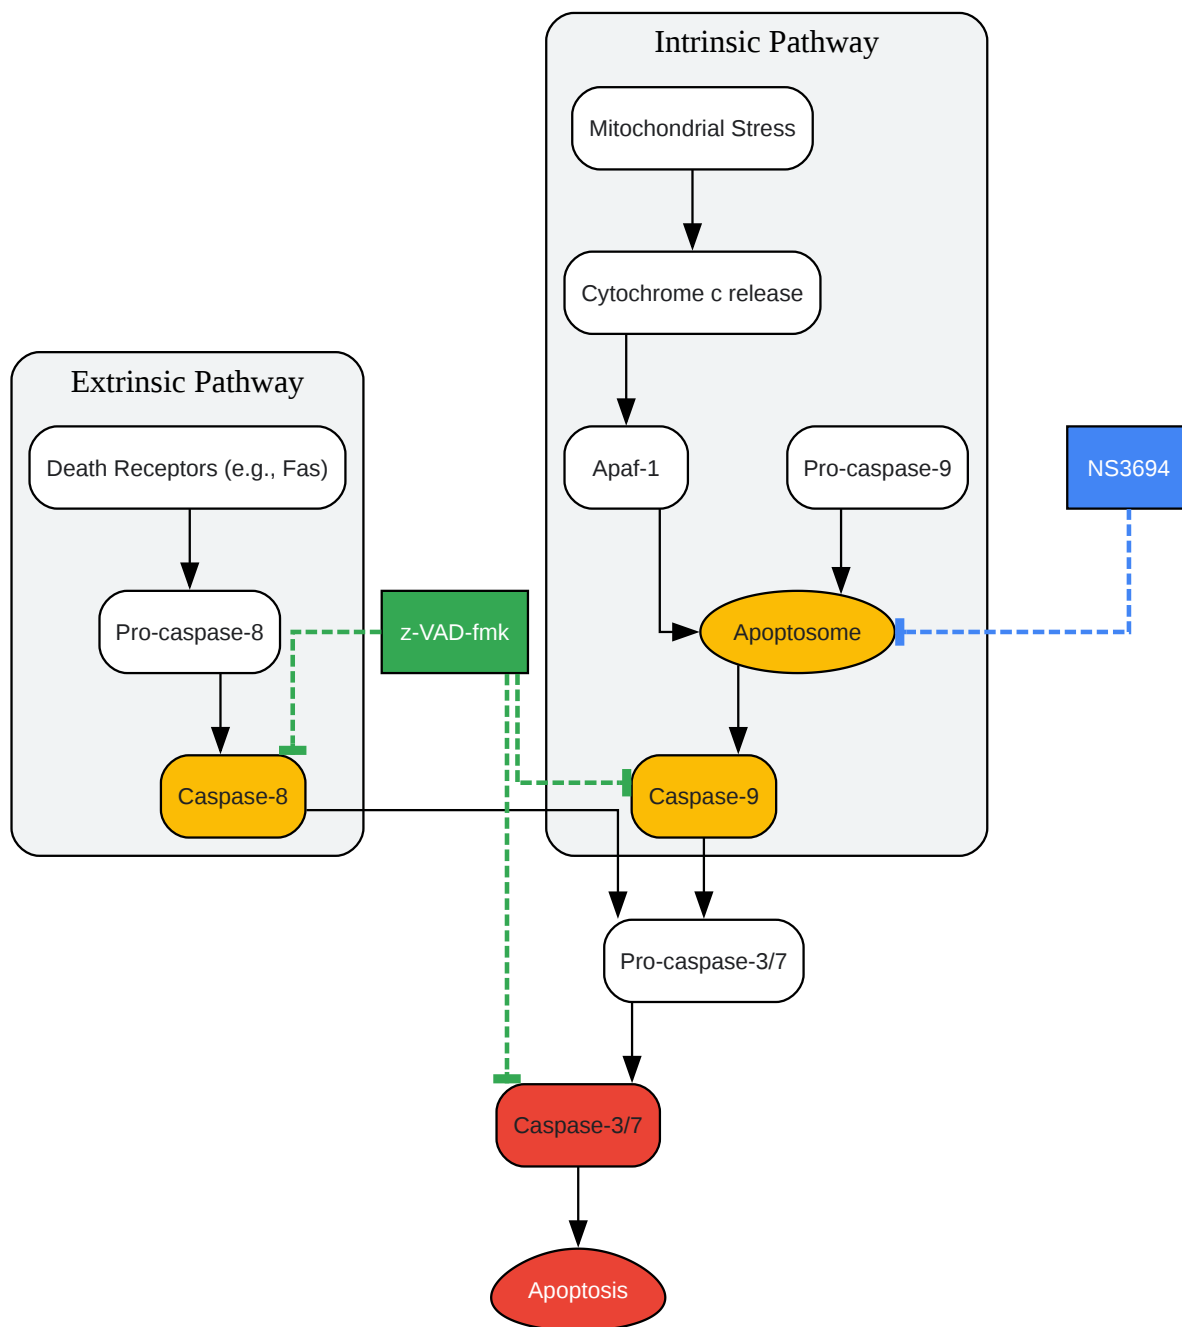 Intrinsic Pathway
Mitochondrial Stress
Cytochrome c release
Extrinsic Pathway
Death Receptors (e.g., Fas)
Apaf-1
Pro-caspase-9
NS3694
Pro-caspase-8
z-VAD-fmk
Apoptosome
Caspase-8
Caspase-9
Pro-caspase-3/7
Caspase-3/7
Apoptosis